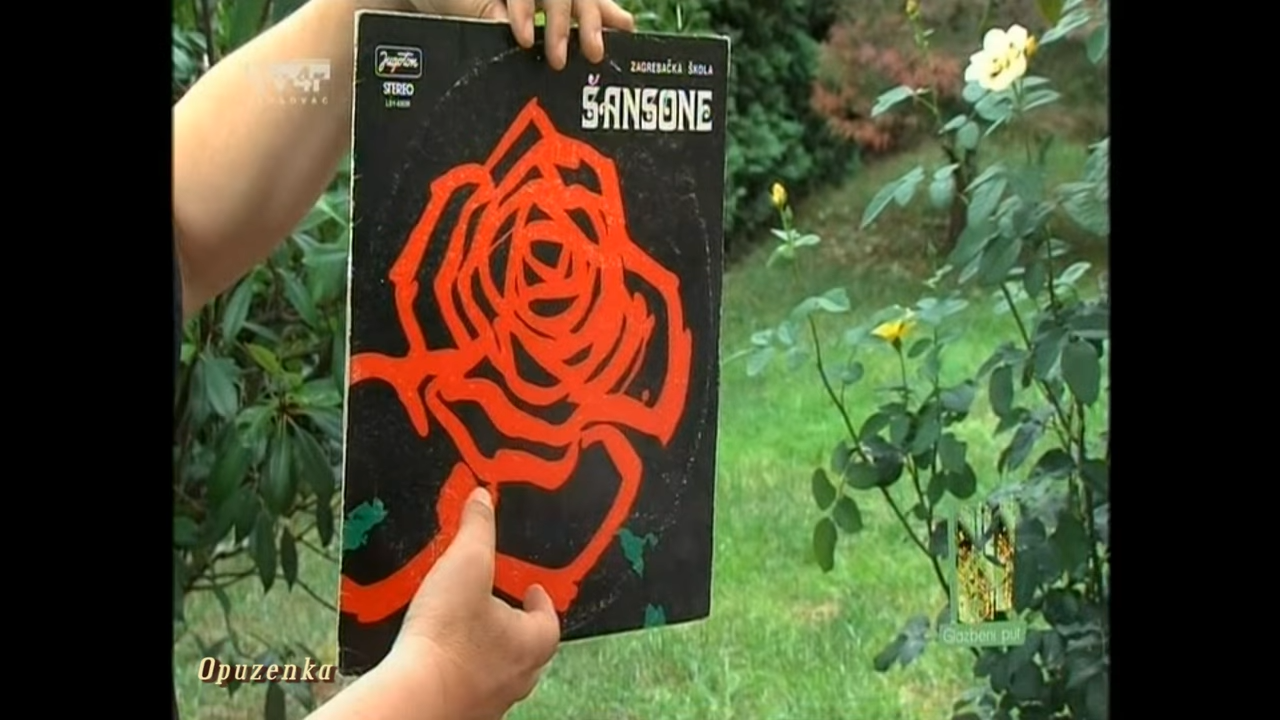 Jugoton
STEREO
ZAGREBAČKA ŠKOLA
ŠANSONE
Glazbeni put
Opuzenka